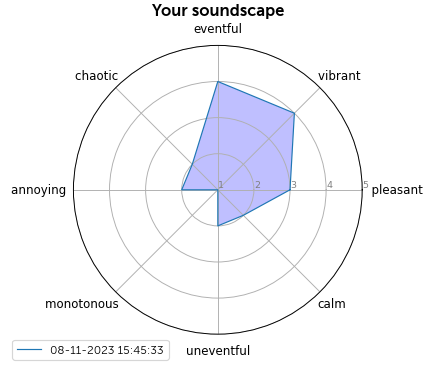 Your soundscape
eventful
chaotic
vibrant
annoying
1 2 3 4 5
pleasant
monotonous
calm
uneventful
08-11-2023 15:45:33